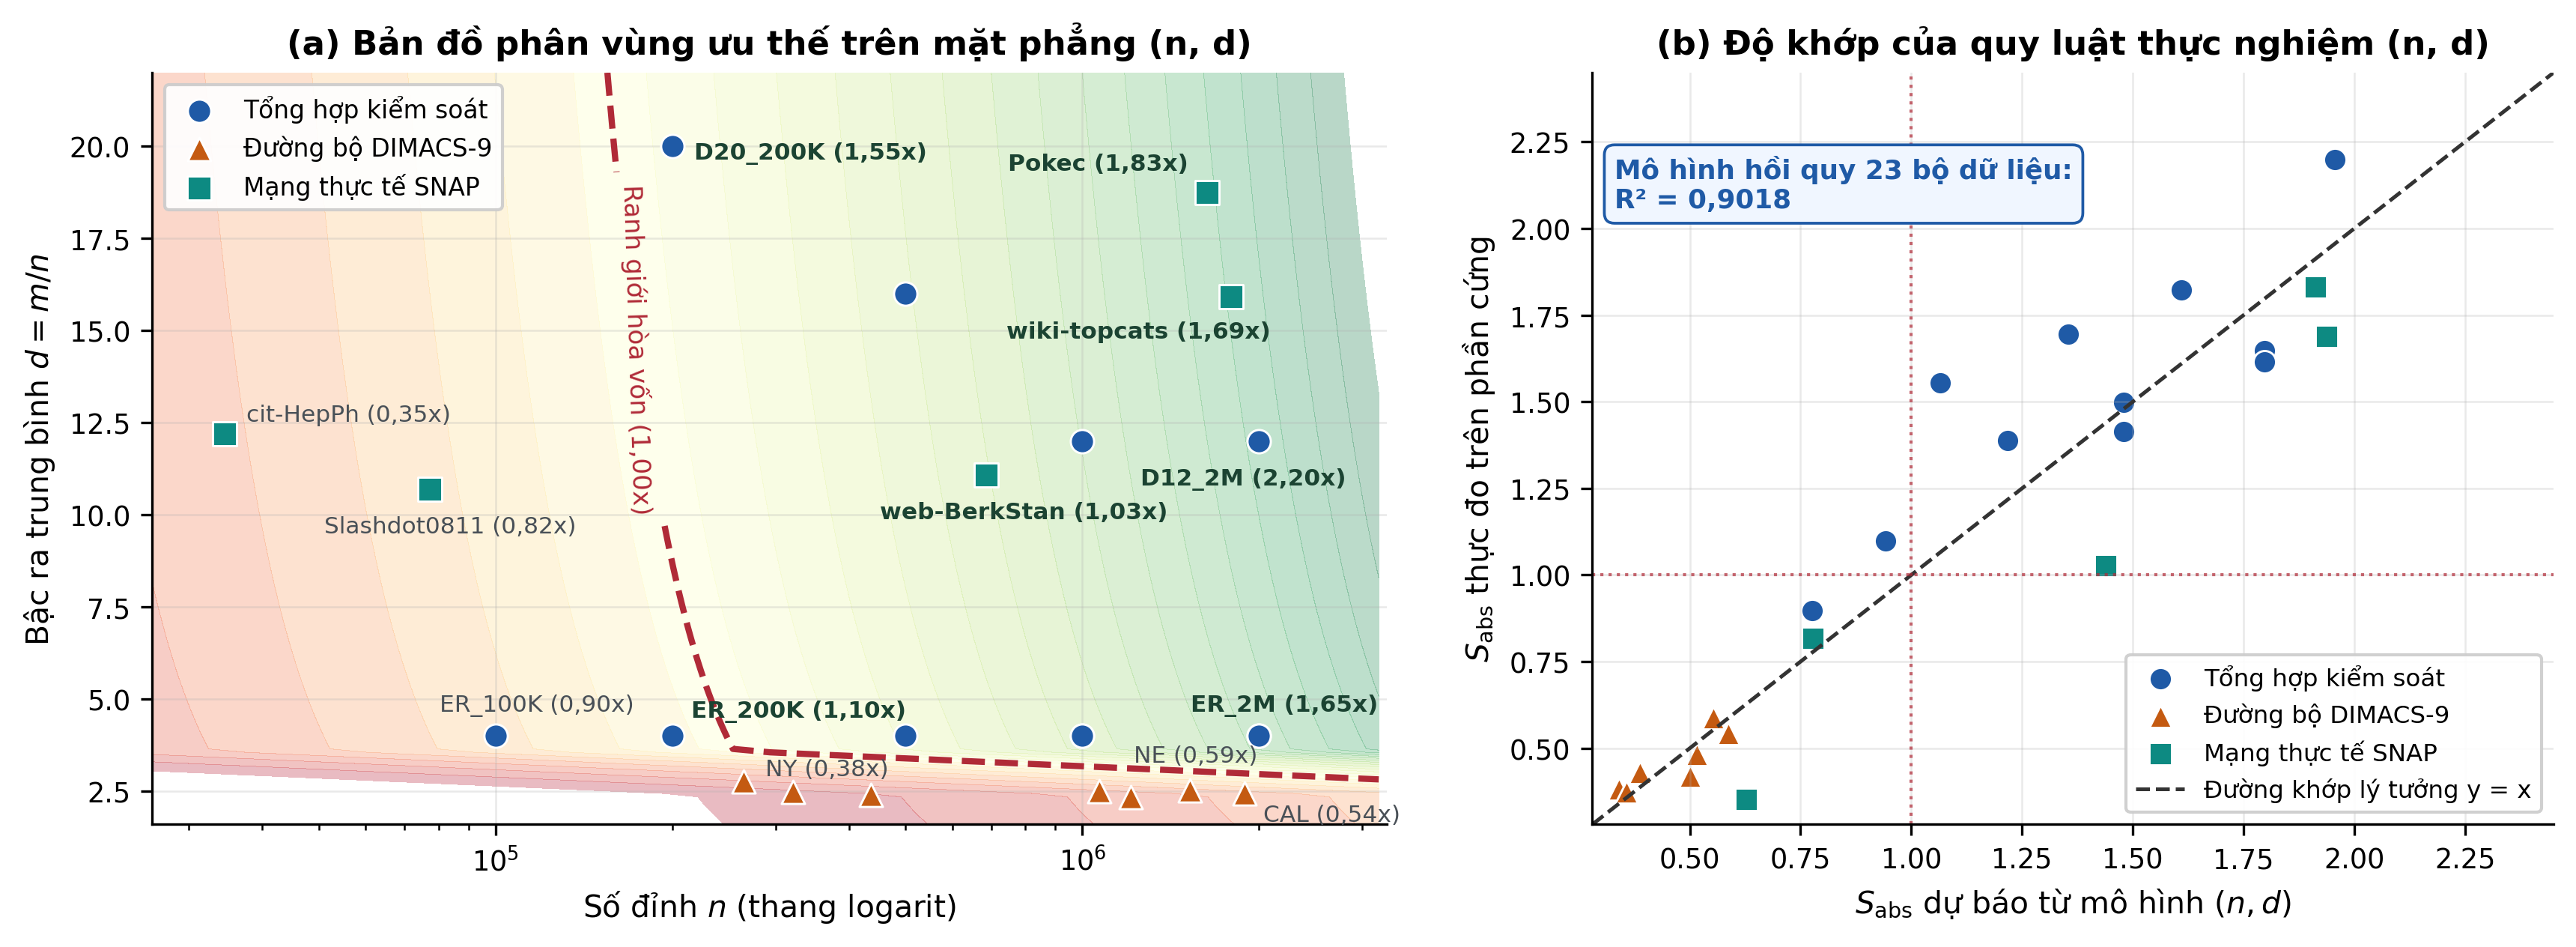 (a) Bản đồ phân vùng ưu thế trên mặt phẳng (n, d)
Tổng hợp kiểm soát
Đường bộ DIMACS-9
Mạng thực tế SNAP
Bậc ra trung bình d = m/n
20.0
17.5
15.0
12.5
10.0
7.5
5.0
2.5
D20_200K (1,55x)
Pokec (1,83x)
wiki-topcats (1,69x)
Ranh giới hòa vốn (1,00x)
cit-HepPh (0,35x)
Slashdot0811 (0,82x)
D12_2M (2,20x)
web-BerkStan (1,03x)
ER_100K (0,90x)
ER_200K (1,10x)
ER_2M (1,65x)
NY (0,38x)
NE (0,59x)
CAL (0,54x)
10⁵
10⁶
Số đỉnh n (thang logarit)
(b) Độ khớp của quy luật thực nghiệm (n, d)
Mô hình hồi quy 23 bộ dữ liệu:
R² = 0,9018
S_abs thực đo trên phần cứng
2.25
2.00
1.75
1.50
1.25
1.00
0.75
0.50
Tổng hợp kiểm soát
Đường bộ DIMACS-9
Mạng thực tế SNAP
Đường khớp lý tưởng y = x
0.50
0.75
1.00
1.25
1.50
1.75
2.00
2.25
S_abs dự báo từ mô hình (n, d)